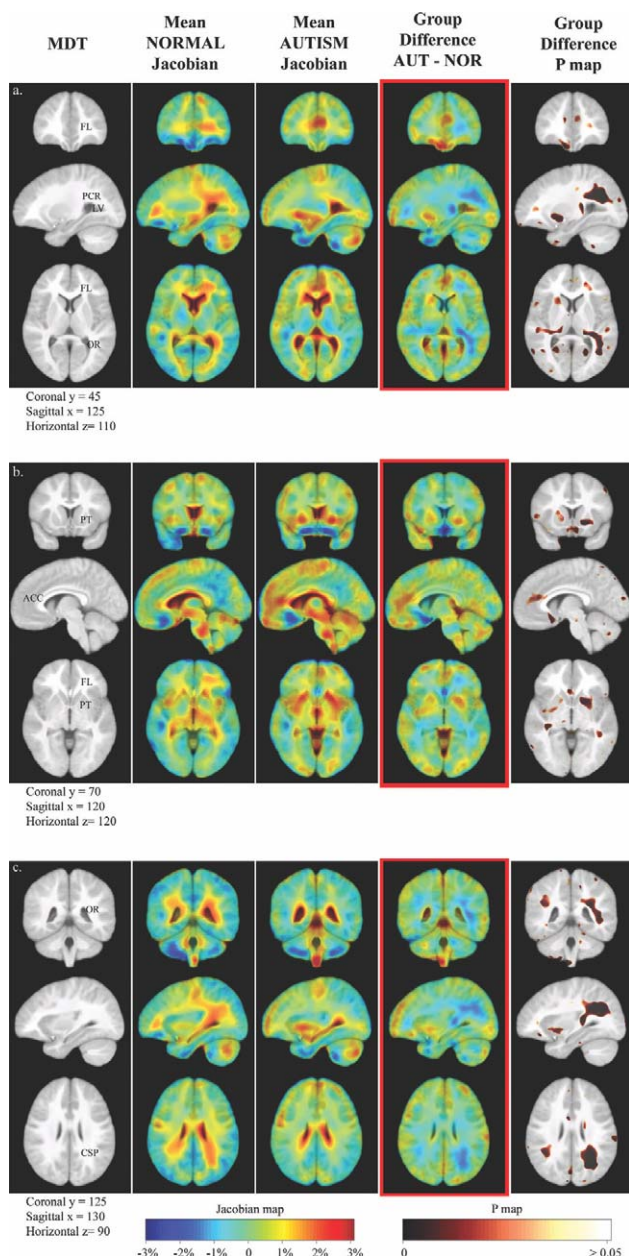 MDT
Mean
NORMAL
Jacobian
Mean
AUTISM
Jacobian
Group
Difference
AUT - NOR
Group
Difference
P map
a.
FL
PCR
LV
FL
OR
Coronal y = 45
Sagittal x = 125
Horizontal z= 110
b.
PT
ACC
FL
PT
Coronal y = 70
Sagittal x = 120
Horizontal z= 120
c.
OR
CSP
Coronal y = 125
Sagittal x = 130
Horizontal z= 90
Jacobian map
-3% -2% -1% 1% 2% 3%
P map
0 > 0.05